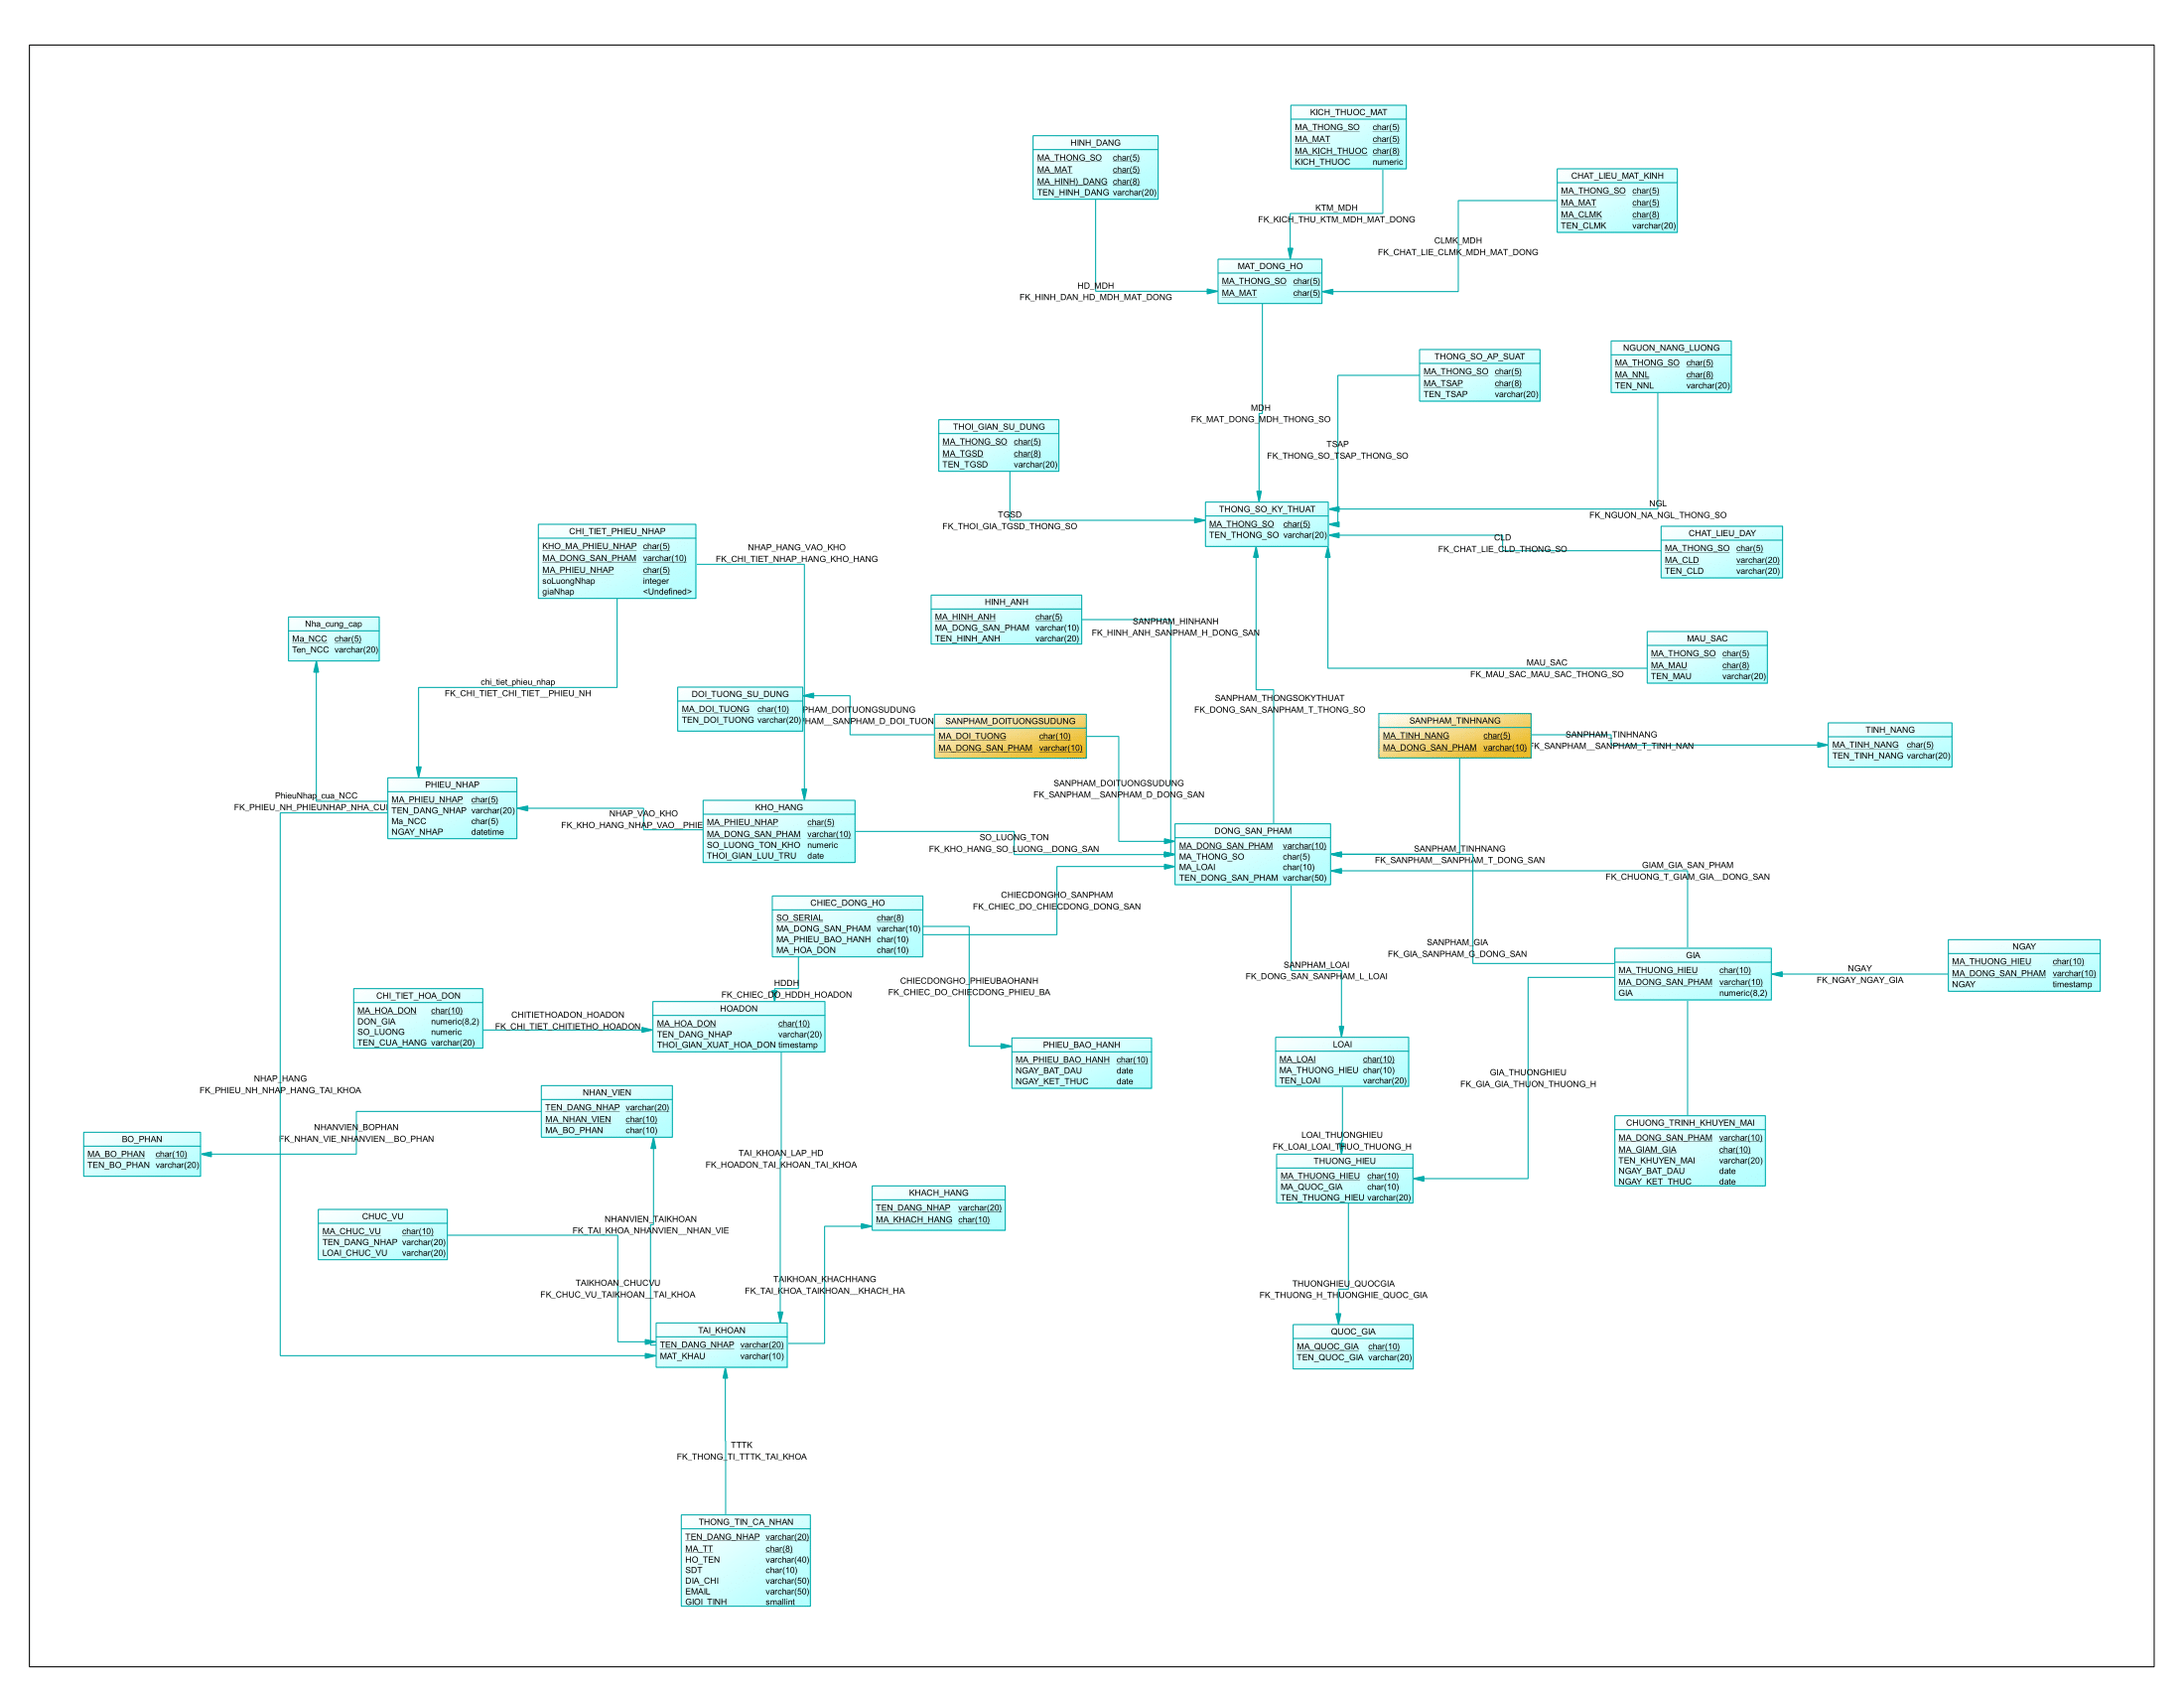 KICH_THUOC_MAT
MA_THONG_SO char(5)
MA_MAT char(5)
MA_KICH_THUOC char(8)
KICH_THUOC numeric
HINH_DANG
MA_THONG_SO char(5)
MA_MAT char(5)
MA_HINH)_DANG char(8)
TEN_HINH_DANG varchar(20)
CHAT_LIEU_MAT_KINH
MA_THONG_SO char(5)
MA_MAT char(5)
MA_CLMK char(8)
TEN_CLMK varchar(20)
KTM_MDH
FK_KICH_THU_KTM_MDH_MAT_DONG
CLMK_MDH
FK_CHAT_LIE_CLMK_MDH_MAT_DONG
MAT_DONG_HO
MA_THONG_SO char(5)
MA_MAT char(5)
HD_MDH
FK_HINH_DAN_HD_MDH_MAT_DONG
NGUON_NANG_LUONG
MA_THONG_SO char(5)
MA_NNL char(8)
TEN_NNL varchar(20)
THONG_SO_AP_SUAT
MA_THONG_SO char(5)
MA_TSAP char(8)
TEN_TSAP varchar(20)
MDH
FK_MAT_DONG_MDH_THONG_SO
THOI_GIAN_SU_DUNG
MA_THONG_SO char(5)
MA_TGSD char(8)
TEN_TGSD varchar(20)
TSAP
FK_THONG_SO_TSAP_THONG_SO
NGL
FK_NGUON_NA_NGL_THONG_SO
THONG_SO_KY_THUAT
MA_THONG_SO char(5)
TEN_THONG_SO varchar(20)
TGSD
FK_THOI_GIA_TGSD_THONG_SO
CHI_TIET_PHIEU_NHAP
KHO_MA_PHIEU_NHAP char(5)
MA_DONG_SAN_PHAM varchar(10)
MA_PHIEU_NHAP char(5)
soLuongNhap integer
giaNhap <Undefined>
CHAT_LIEU_DAY
MA_THONG_SO char(5)
MA_CLD varchar(20)
TEN_CLD varchar(20)
CLD
FK_CHAT_LIE_CLD_THONG_SO
NHAP_HANG_VAO_KHO
FK_CHI_TIET_NHAP_HANG_KHO_HANG
HINH_ANH
MA_HINH_ANH char(5)
MA_DONG_SAN_PHAM varchar(10)
TEN_HINH_ANH varchar(20)
SANPHAM_HINHANH
FK_HINH_ANH_SANPHAM_H_DONG_SAN
Nha_cung_cap
Ma_NCC char(5)
Ten_NCC varchar(20)
MAU_SAC
MA_THONG_SO char(5)
MA_MAU char(8)
TEN_MAU varchar(20)
MAU_SAC
FK_MAU_SAC_MAU_SAC_THONG_SO
chi_tiet_phieu_nhap
FK_CHI_TIET_CHI_TIET__PHIEU_NH
DOI_TUONG_SU_DUNG
MA_DOI_TUONG char(10)
TEN_DOI_TUONG varchar(20)
PHAM_DOITUONGSUDUNG
HAM__SANPHAM_D_DOI_TUON
SANPHAM_THONGSOKYTHUAT
FK_DONG_SAN_SANPHAM_T_THONG_SO
SANPHAM_DOITUONGSUDUNG
MA_DOI_TUONG char(10)
MA_DONG_SAN_PHAM varchar(10)
SANPHAM_TINHNANG
MA_TINH_NANG char(5)
MA_DONG_SAN_PHAM varchar(10)
SANPHAM_TINHNANG
FK_SANPHAM__SANPHAM_T_TINH_NAN
TINH_NANG
MA_TINH_NANG char(5)
TEN_TINH_NANG varchar(20)
PHIEU_NHAP
MA_PHIEU_NHAP char(5)
TEN_DANG_NHAP varchar(20)
Ma_NCC char(5)
NGAY_NHAP datetime
PhieuNhap_cua_NCC
FK_PHIEU_NH_PHIEUNHAP_NHA_CUI
SANPHAM_DOITUONGSUDUNG
FK_SANPHAM__SANPHAM_D_DONG_SAN
KHO_HANG
MA_PHIEU_NHAP char(5)
MA_DONG_SAN_PHAM varchar(10)
SO_LUONG_TON_KHO numeric
THOI_GIAN_LUU_TRU date
NHAP_VAO_KHO
FK_KHO_HANG_NHAP_VAO__PHIE
SO_LUONG_TON
FK_KHO_HANG_SO_LUONG__DONG_SAN
DONG_SAN_PHAM
MA_DONG_SAN_PHAM varchar(10)
MA_THONG_SO char(5)
MA_LOAI char(10)
TEN_DONG_SAN_PHAM varchar(50)
SANPHAM_TINHNANG
FK_SANPHAM__SANPHAM_T_DONG_SAN
GIAM_GIA_SAN_PHAM
FK_CHUONG_T_GIAM_GIA__DONG_SAN
CHIECDONGHO_SANPHAM
FK_CHIEC_DO_CHIECDONG_DONG_SAN
CHIEC_DONG_HO
SO_SERIAL char(8)
MA_DONG_SAN_PHAM varchar(10)
MA_PHIEU_BAO_HANH char(10)
MA_HOA_DON char(10)
SANPHAM_GIA
FK_GIA_SANPHAM_G_DONG_SAN
GIA
MA_THUONG_HIEU char(10)
MA_DONG_SAN_PHAM varchar(10)
GIA numeric(8,2)
NGAY
MA_THUONG_HIEU char(10)
MA_DONG_SAN_PHAM varchar(10)
NGAY timestamp
NGAY
FK_NGAY_NGAY_GIA
SANPHAM_LOAI
FK_DONG_SAN_SANPHAM_L_LOAI
CHIECDONGHO_PHIEUBAOHANH
FK_CHIEC_DO_CHIECDONG_PHIEU_BA
HDDH
FK_CHIEC_DO_HDDH_HOADON
CHI_TIET_HOA_DON
MA_HOA_DON char(10)
DON_GIA numeric(8,2)
SO_LUONG numeric
TEN_CUA_HANG varchar(20)
CHITIETHOADON_HOADON
FK_CHI_TIET_CHITIETHO_HOADON
HOADON
MA_HOA_DON char(10)
TEN_DANG_NHAP varchar(20)
THOI_GIAN_XUAT_HOA_DON timestamp
PHIEU_BAO_HANH
MA_PHIEU_BAO_HANH char(10)
NGAY_BAT_DAU date
NGAY_KET_THUC date
LOAI
MA_LOAI char(10)
MA_THUONG_HIEU char(10)
TEN_LOAI varchar(20)
GIA_THUONGHIEU
FK_GIA_GIA_THUON_THUONG_H
NHAP_HANG
FK_PHIEU_NH_NHAP_HANG_TAI_KHOA
NHAN_VIEN
TEN_DANG_NHAP varchar(20)
MA_NHAN_VIEN char(10)
MA_BO_PHAN char(10)
CHUONG_TRINH_KHUYEN_MAI
MA_DONG_SAN_PHAM varchar(10)
MA_GIAM_GIA char(10)
TEN_KHUYEN_MAI varchar(20)
NGAY_BAT_DAU date
NGAY_KET_THUC date
NHANVIEN_BOPHAN
FK_NHAN_VIE_NHANVIEN__BO_PHAN
BO_PHAN
MA_BO_PHAN char(10)
TEN_BO_PHAN varchar(20)
LOAI_THUONGHIEU
FK_LOAI_LOAI_THUO_THUONG_H
TAI_KHOAN_LAP_HD
FK_HOADON_TAI_KHOAN_TAI_KHOA
THUONG_HIEU
MA_THUONG_HIEU char(10)
MA_QUOC_GIA char(10)
TEN_THUONG_HIEU varchar(20)
KHACH_HANG
TEN_DANG_NHAP varchar(20)
MA_KHACH_HANG char(10)
CHUC_VU
MA_CHUC_VU char(10)
TEN_DANG_NHAP varchar(20)
LOAI_CHUC_VU varchar(20)
NHANVIEN_TAIKHOAN
FK_TAI_KHOA_NHANVIEN__NHAN_VIE
TAIKHOAN_CHUCVU
FK_CHUC_VU_TAIKHOAN__TAI_KHOA
TAIKHOAN_KHACHHANG
FK_TAI_KHOA_TAIKHOAN__KHACH_HA
THUONGHIEU_QUOCGIA
FK_THUONG_H_THUONGHIE_QUOC_GIA
TAI_KHOAN
TEN_DANG_NHAP varchar(20)
MAT_KHAU varchar(10)
QUOC_GIA
MA_QUOC_GIA char(10)
TEN_QUOC_GIA varchar(20)
TTTK
FK_THONG_TI_TTTK_TAI_KHOA
THONG_TIN_CA_NHAN
TEN_DANG_NHAP varchar(20)
MA_TT char(8)
HO_TEN varchar(40)
SDT char(10)
DIA_CHI varchar(50)
EMAIL varchar(50)
GIOI_TINH smallint